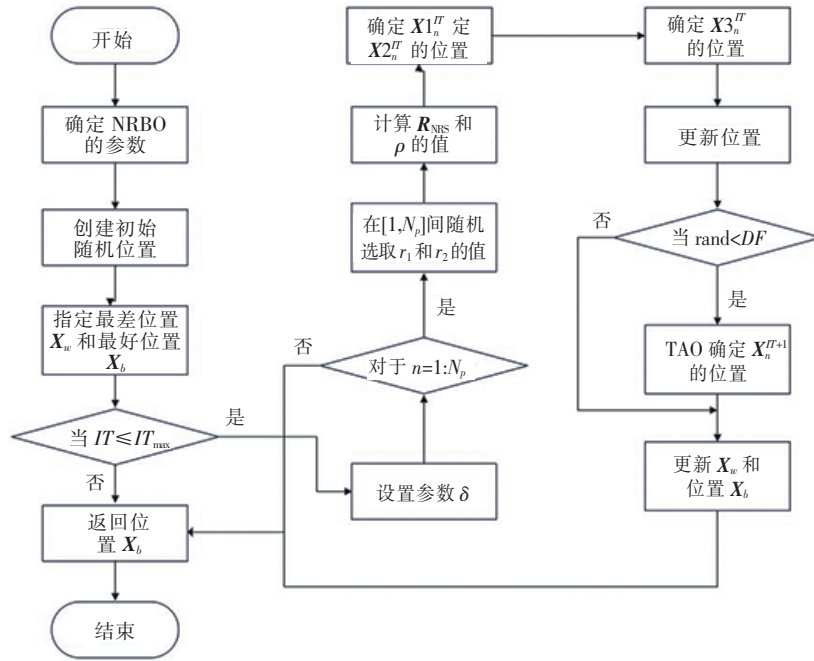 开始
确定 NRBO
的参数
创建初始
随机位置
指定最差位置
X_w 和最好位置
X_b
当 IT≤IT_max
是
否
返回位
置 X_b
结束
确定 X1_n^IT 定
X2_n^IT 的位置
计算 R_NRS 和
ρ 的值
在[1,N_p]间随机
选取 r_1 和 r_2 的值
是
否
对于 n=1:N_p
设置参数 δ
确定 X3_n^IT
的位置
更新位置
否
当 rand<DF
是
TAO 确定 X_n^IT+1
的位置
更新 X_w 和
位置 X_b